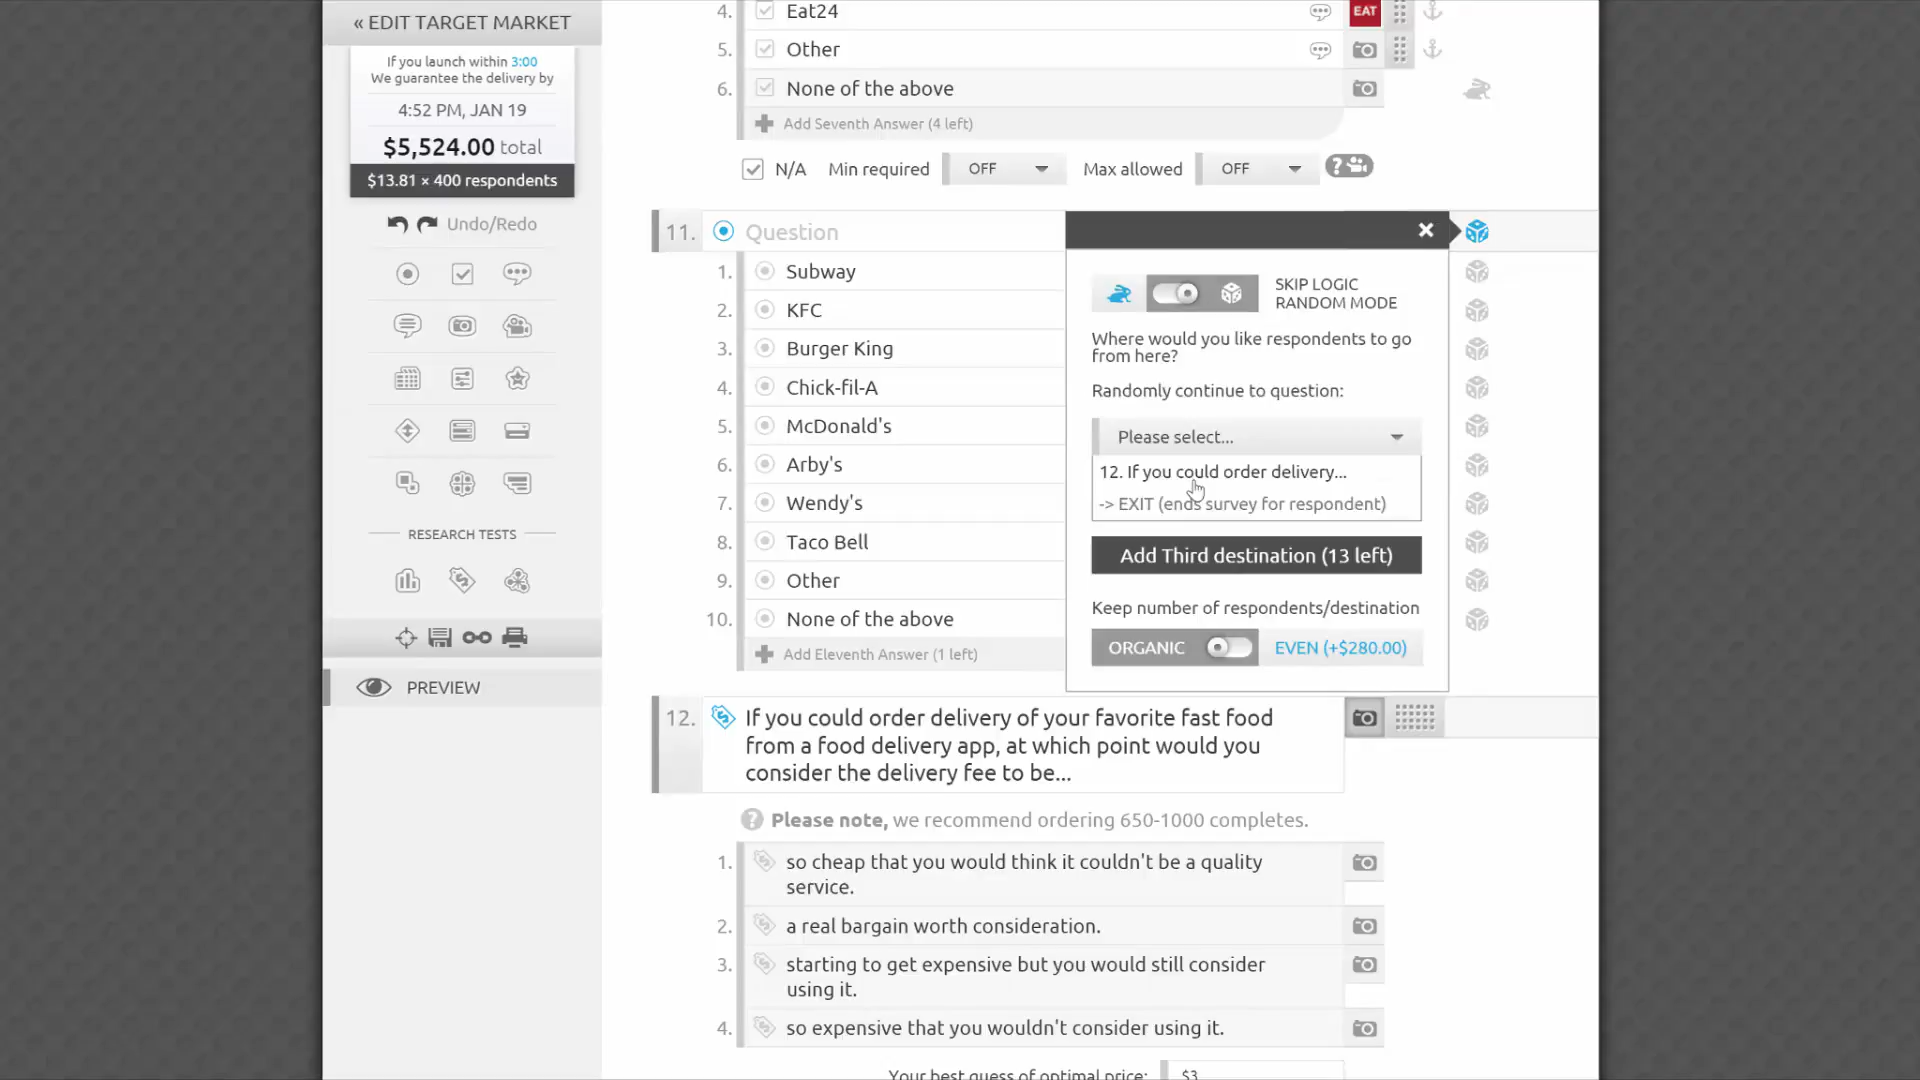 « EDIT TARGET MARKET
If you launch within 3:00
We guarantee the delivery by
4:52 PM, JAN 19
$5,524.00 total
$13.81 × 400 respondents
Undo/Redo
RESEARCH TESTS
PREVIEW
4. Eat24
EAT
5. Other
6. None of the above
Add Seventh Answer (4 left)
N/A Min required OFF Max allowed OFF
11. Question
1. Subway
2. KFC
3. Burger King
4. Chick-fil-A
5. McDonald's
6. Arby's
7. Wendy's
8. Taco Bell
9. Other
10. None of the above
Add Eleventh Answer (1 left)
SKIP LOGIC
RANDOM MODE
Where would you like respondents to go
from here?
Randomly continue to question:
Please select...
12. If you could order delivery...
-> EXIT (ends survey for respondent)
Add Third destination (13 left)
Keep number of respondents/destination
ORGANIC EVEN (+$280.00)
12. If you could order delivery of your favorite fast food
from a food delivery app, at which point would you
consider the delivery fee to be...
Please note, we recommend ordering 650-1000 completes.
1. so cheap that you would think it couldn't be a quality
service.
2. a real bargain worth consideration.
3. starting to get expensive but you would still consider
using it.
4. so expensive that you wouldn't consider using it.
Your best guess of optimal price: $3